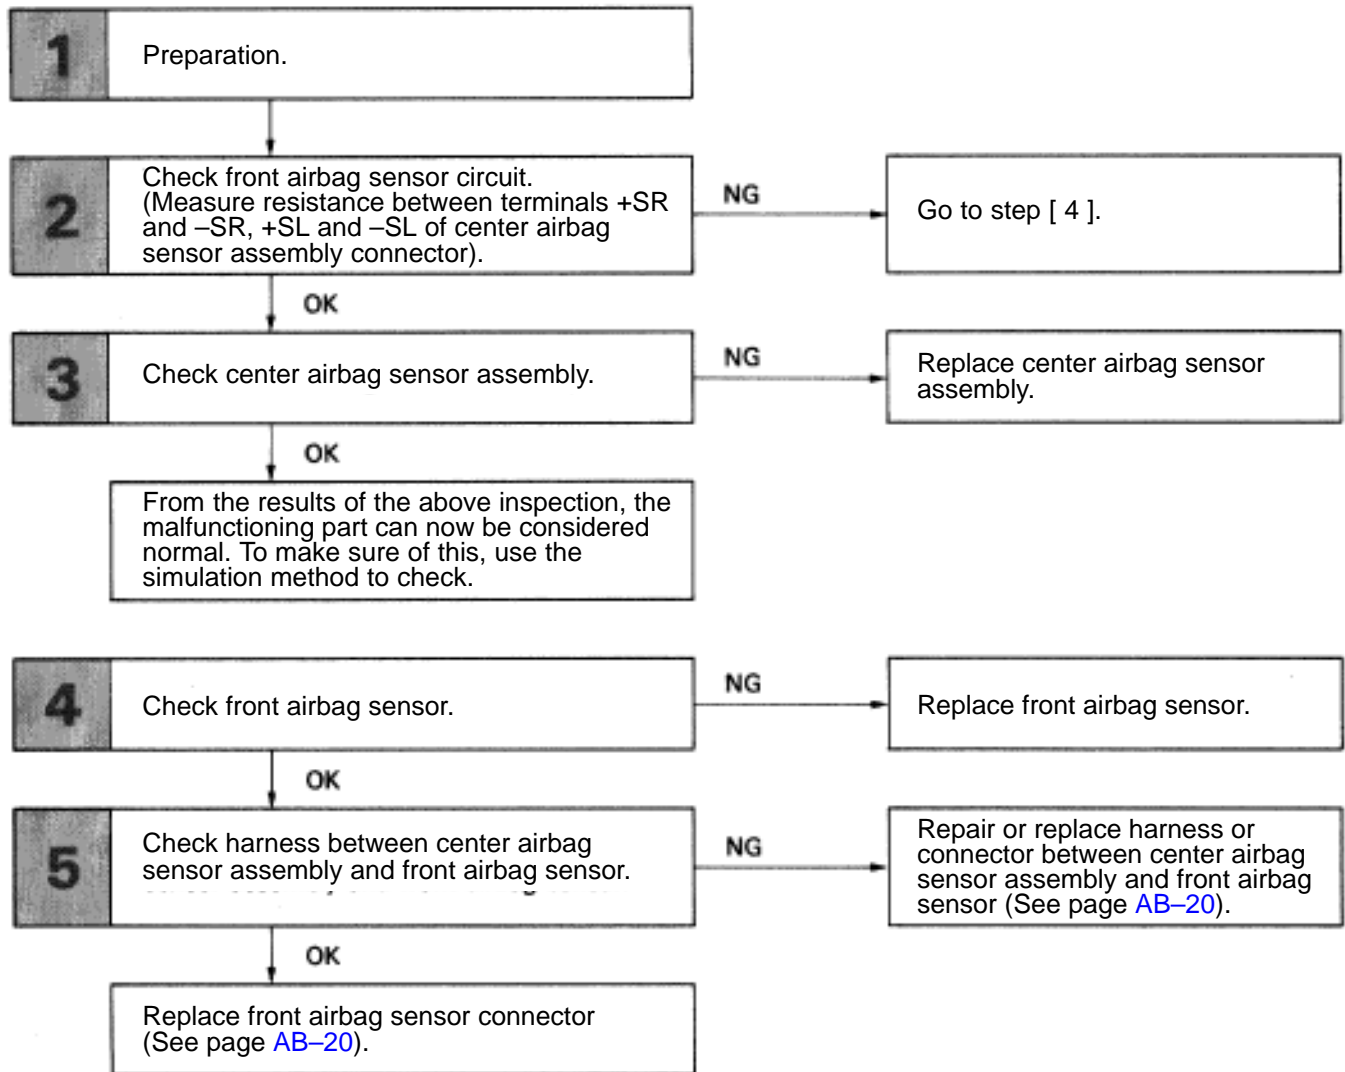 1
Preparation.
2
Check front airbag sensor circuit.
(Measure resistance between terminals +SR
and –SR, +SL and –SL of center airbag
sensor assembly connector).
NG
Go to step [ 4 ].
OK
3
Check center airbag sensor assembly.
NG
Replace center airbag sensor
assembly.
OK
From the results of the above inspection, the
malfunctioning part can now be considered
normal. To make sure of this, use the
simulation method to check.
4
Check front airbag sensor.
NG
Replace front airbag sensor.
OK
5
Check harness between center airbag
sensor assembly and front airbag sensor.
NG
Repair or replace harness or
connector between center airbag
sensor assembly and front airbag
sensor (See page AB–20).
OK
Replace front airbag sensor connector
(See page AB–20).